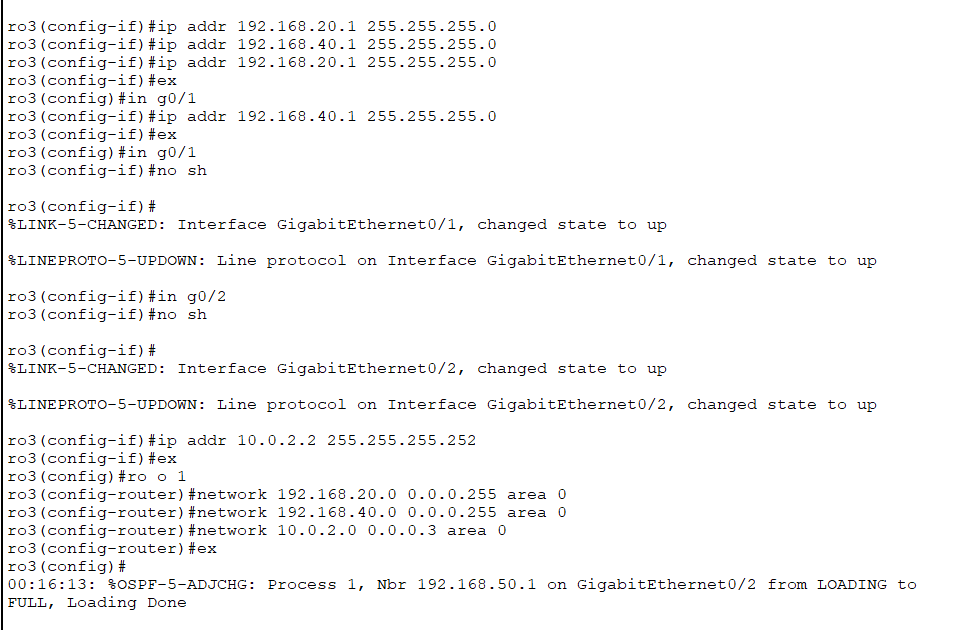 ro3(config-if)#ip addr 192.168.20.1 255.255.255.0
ro3(config-if)#ip addr 192.168.40.1 255.255.255.0
ro3(config-if)#ip addr 192.168.20.1 255.255.255.0
ro3(config-if)#ex
ro3(config)#in g0/1
ro3(config-if)#ip addr 192.168.40.1 255.255.255.0
ro3(config-if)#ex
ro3(config)#in g0/1
ro3(config-if)#no sh
ro3(config-if)#
%LINK-5-CHANGED: Interface GigabitEthernet0/1, changed state to up
%LINEPROTO-5-UPDOWN: Line protocol on Interface GigabitEthernet0/1, changed state to up
ro3(config-if)#in g0/2
ro3(config-if)#no sh
ro3(config-if)#
%LINK-5-CHANGED: Interface GigabitEthernet0/2, changed state to up
%LINEPROTO-5-UPDOWN: Line protocol on Interface GigabitEthernet0/2, changed state to up
ro3(config-if)#ip addr 10.0.2.2 255.255.255.252
ro3(config-if)#ex
ro3(config)#ro o 1
ro3(config-router)#network 192.168.20.0 0.0.0.255 area 0
ro3(config-router)#network 192.168.40.0 0.0.0.255 area 0
ro3(config-router)#network 10.0.2.0 0.0.0.3 area 0
ro3(config-router)#ex
ro3(config)#
00:16:13: %OSPF-5-ADJCHG: Process 1, Nbr 192.168.50.1 on GigabitEthernet0/2 from LOADING to
FULL, Loading Done